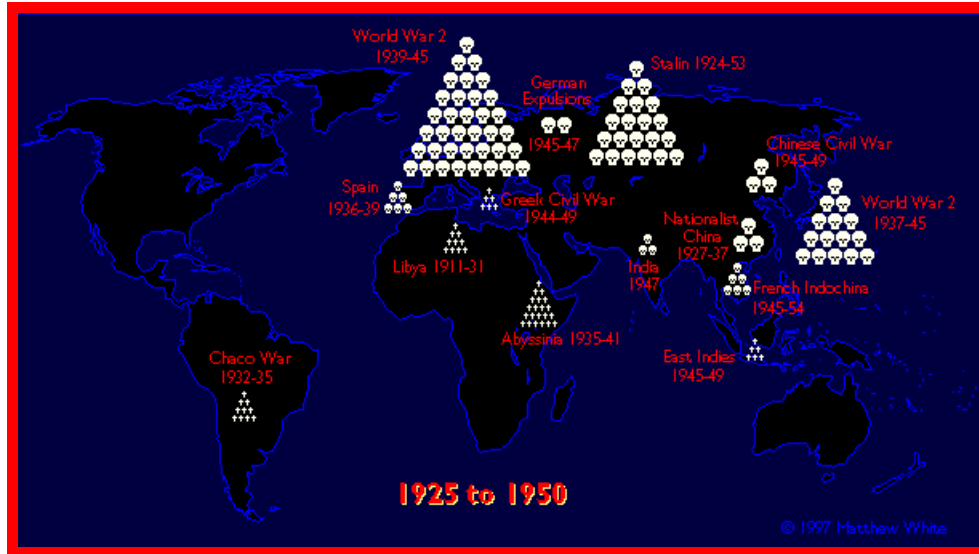 World War 2
1939-45
German
Expulsions
1945-47
Stalin 1924-53
Chinese Civil War
1945-49
Spain
1936-39
Greek Civil War
1944-49
World War 2
1937-45
Nationalist
China
1927-37
Libya 1911-31
India
1947
French Indochina
1945-54
Abyssinia 1935-41
East Indies
1945-49
Chaco War
1932-35
1925 to 1950
© 1997 Matthew White